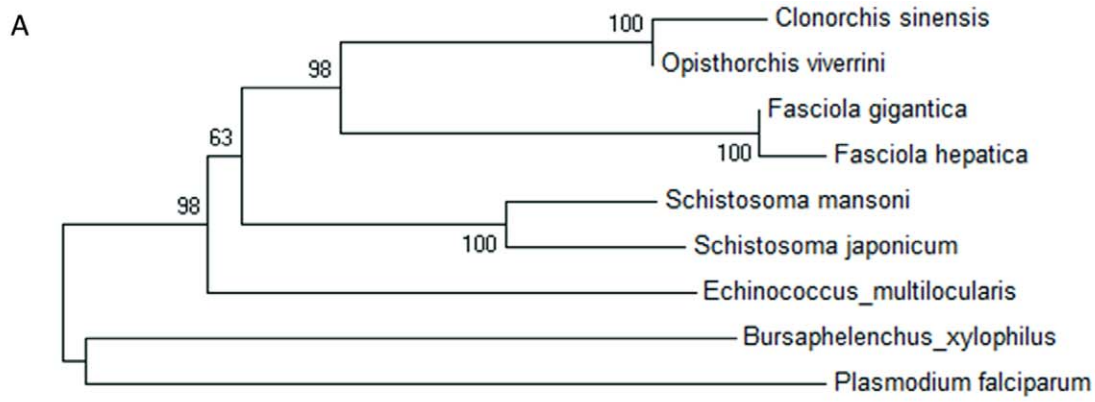 A
100 Clonorchis sinensis
Opisthorchis viverrini
98
Fasciola gigantica
100 Fasciola hepatica
63
98 Schistosoma mansoni
100 Schistosoma japonicum
Echinococcus_multilocularis
Bursaphelenchus_xylophilus
Plasmodium falciparum